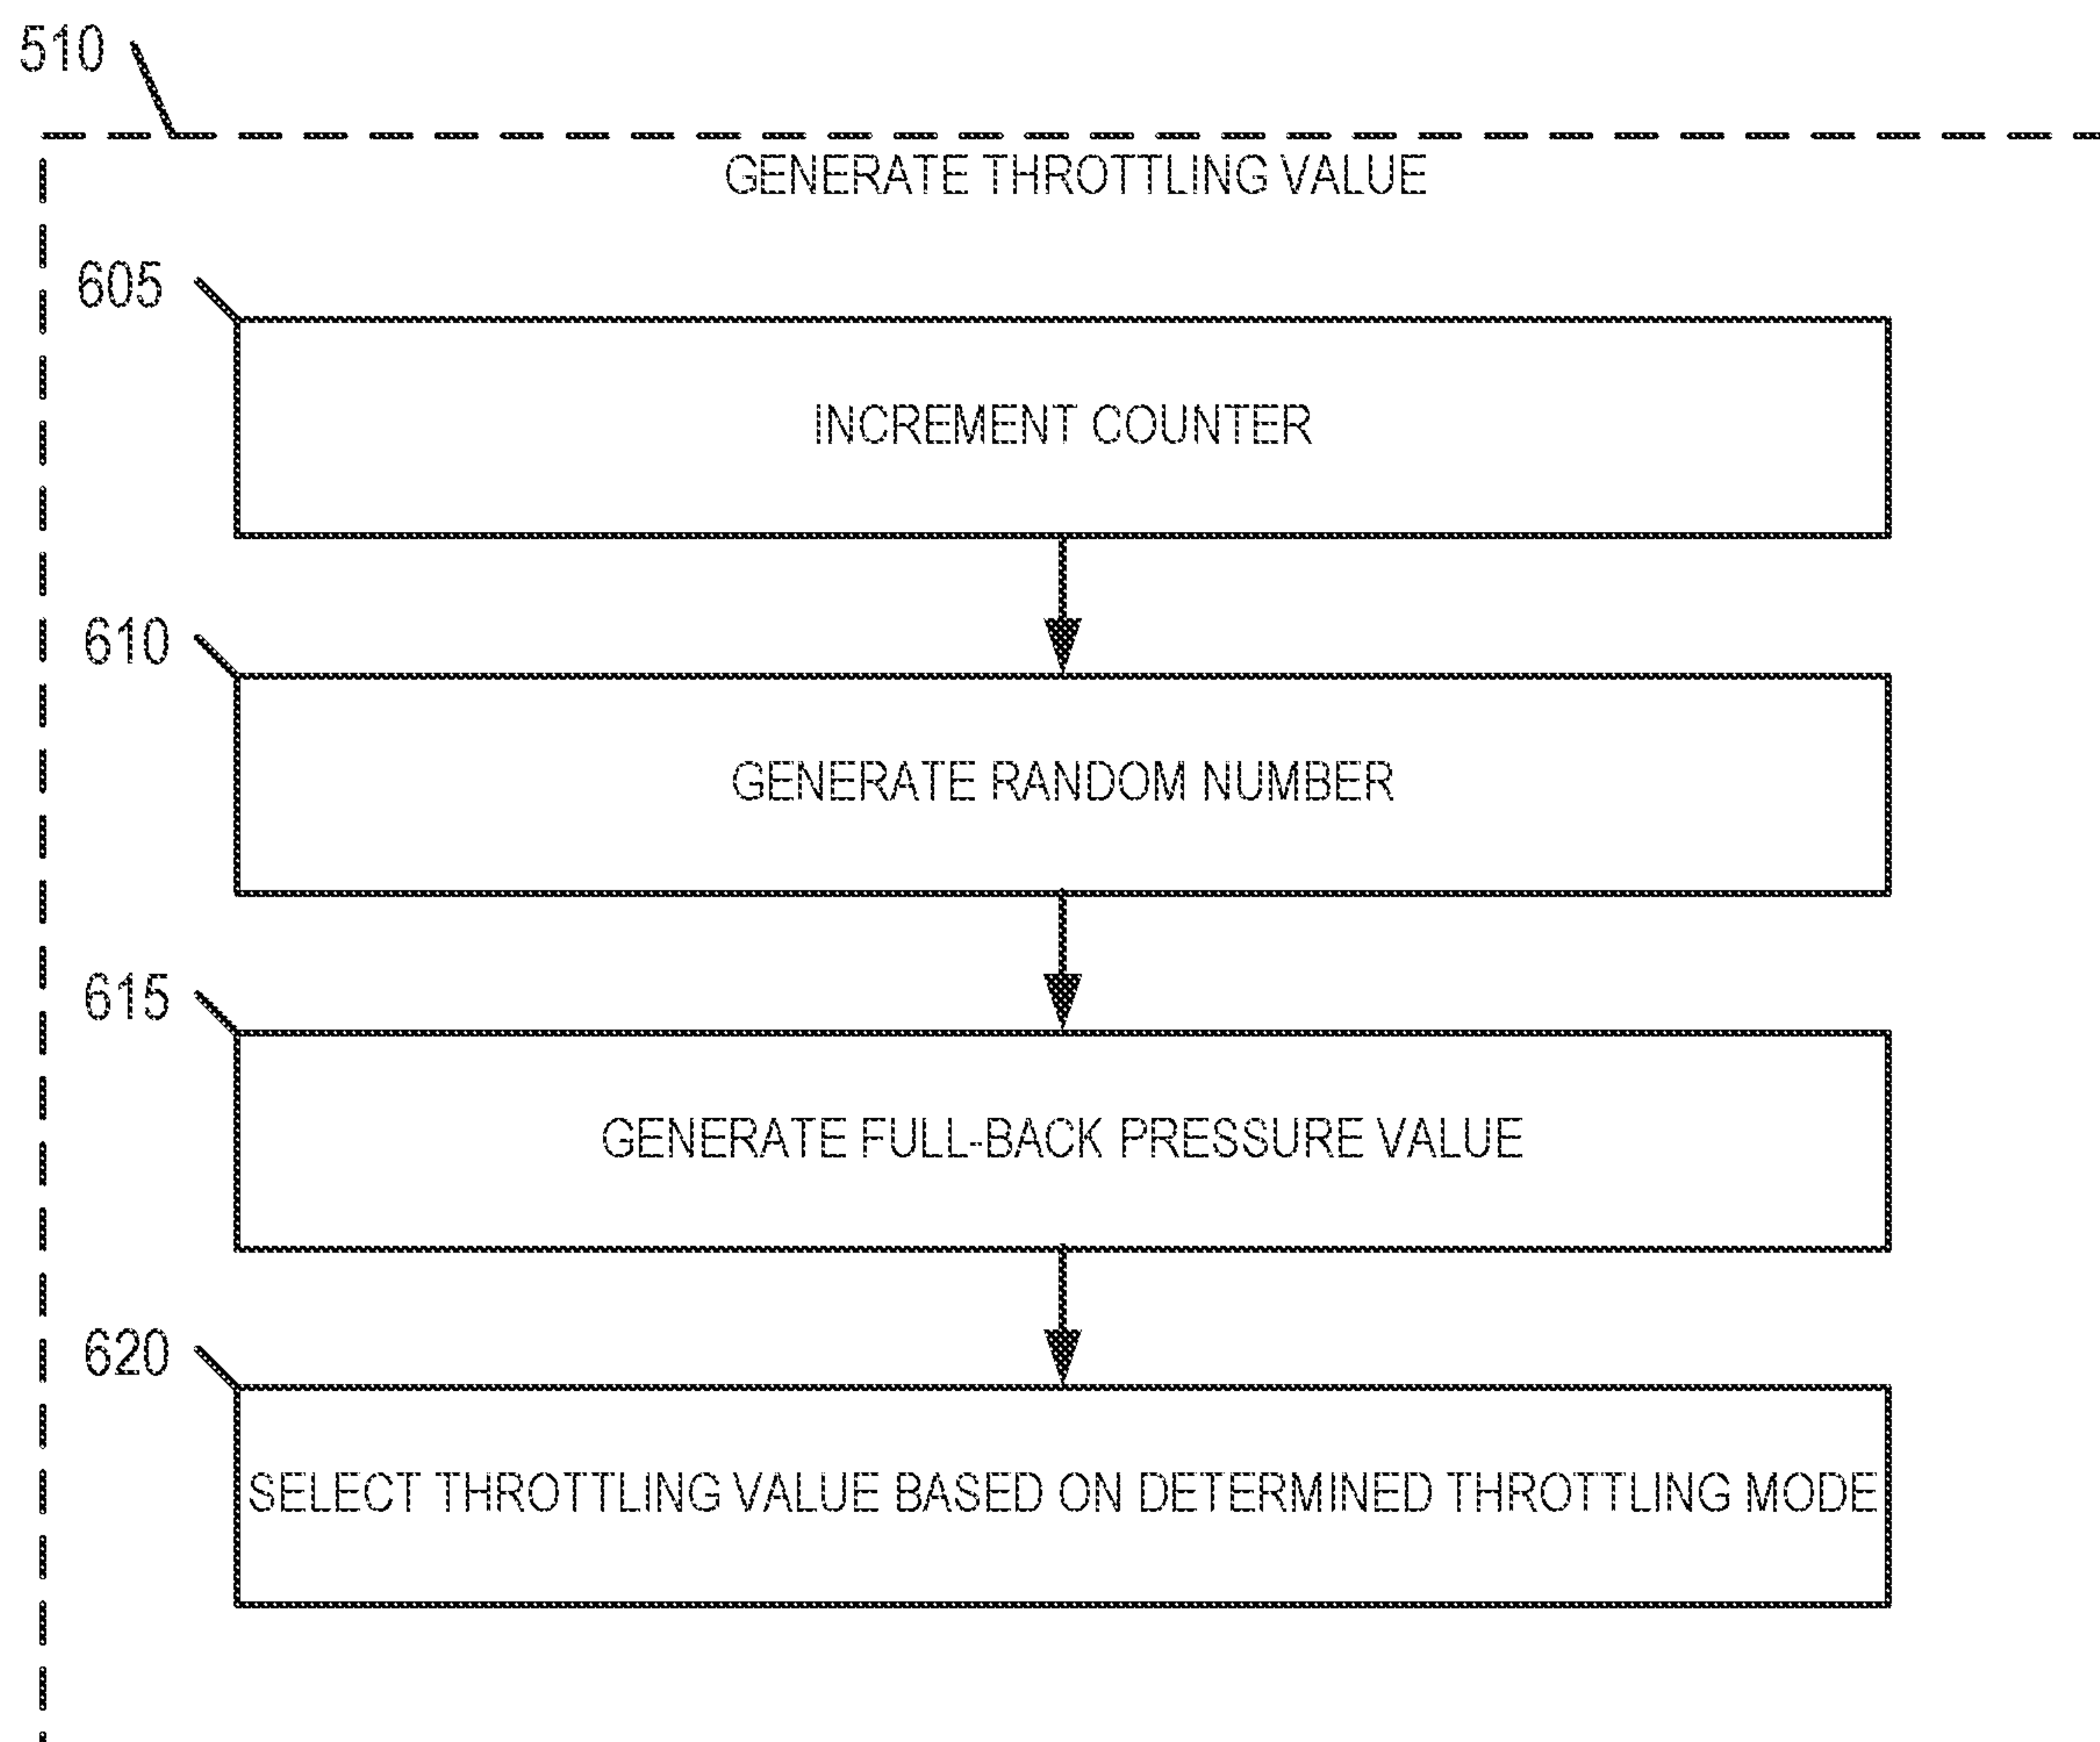 510
GENERATE THROTTLING VALUE
605
INCREMENT COUNTER
610
GENERATE RANDOM NUMBER
615
GENERATE FULL-BACK PRESSURE VALUE
620
SELECT THROTTLING VALUE BASED ON DETERMINED THROTTLING MODE